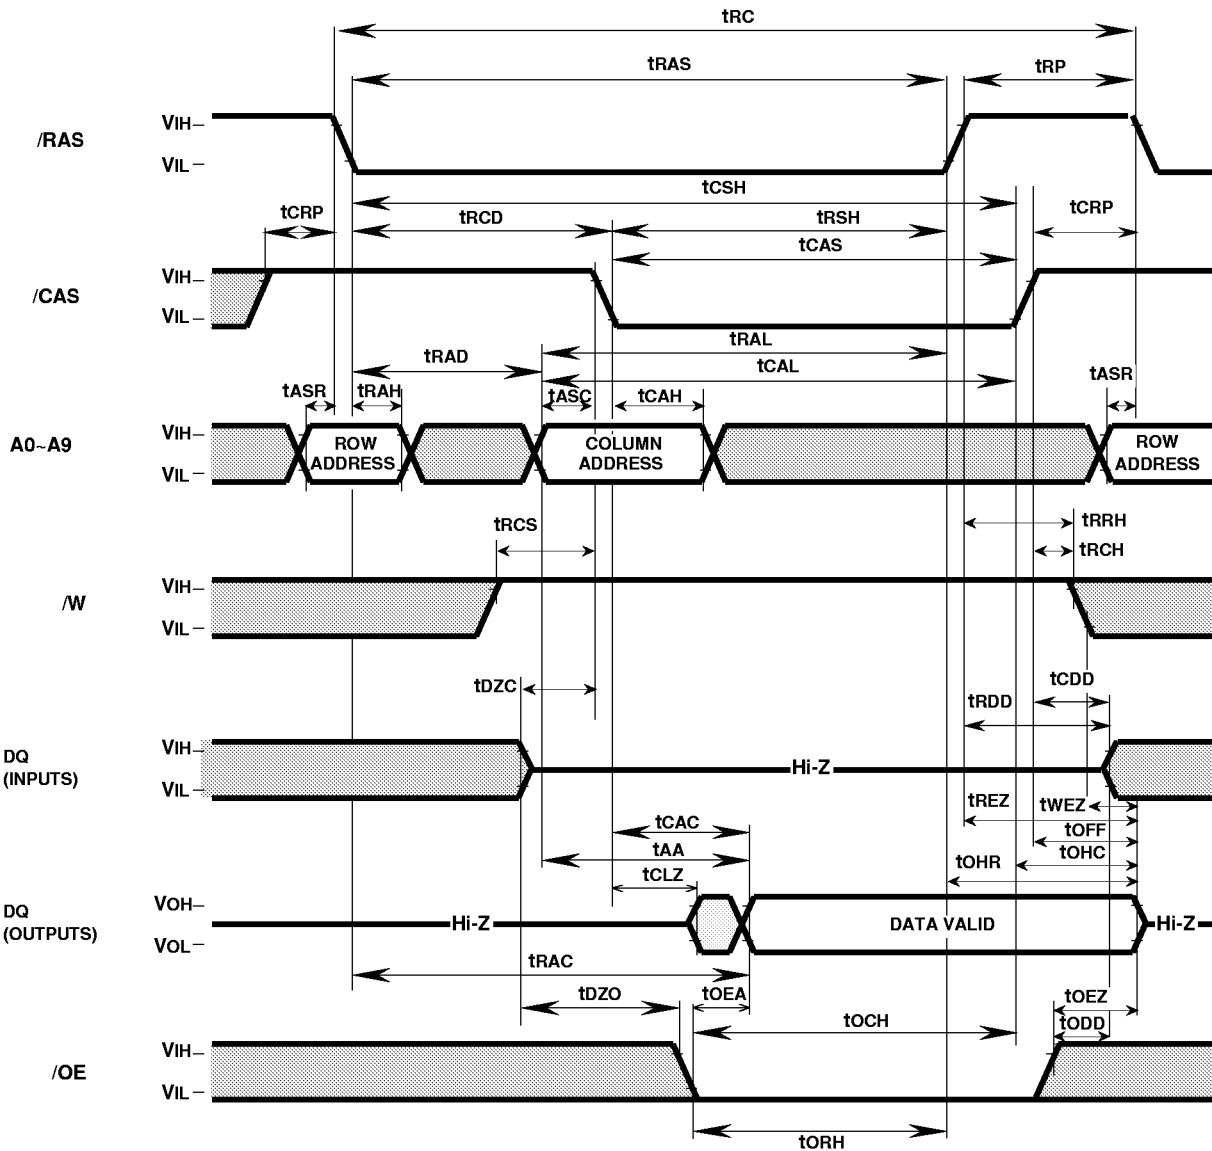 tRC
tRAS
tRP
/RAS
VIH
VIL
tCSH
tCRP
tRCD
tRSH
tCRP
tCAS
/CAS
VIH
VIL
tRAL
tRAD
tCAL
tASR
tRAH
tASC
tCAH
tASR
A0~A9
VIH
VIL
ROW ADDRESS
COLUMN ADDRESS
ROW ADDRESS
tRCS
tRRH
tRCH
/W
VIH
VIL
tDZC
tCDD
tRDD
DQ (INPUTS)
VIH
VIL
Hi-Z
tREZ
tWEZ
tCAC
tOFF
tAA
tOHR
tOHC
tCLZ
DQ (OUTPUTS)
VOH
VOL
Hi-Z
DATA VALID
Hi-Z
tRAC
tDZO
tOEA
tOEZ
tOCH
tODD
/OE
VIH
VIL
tORH